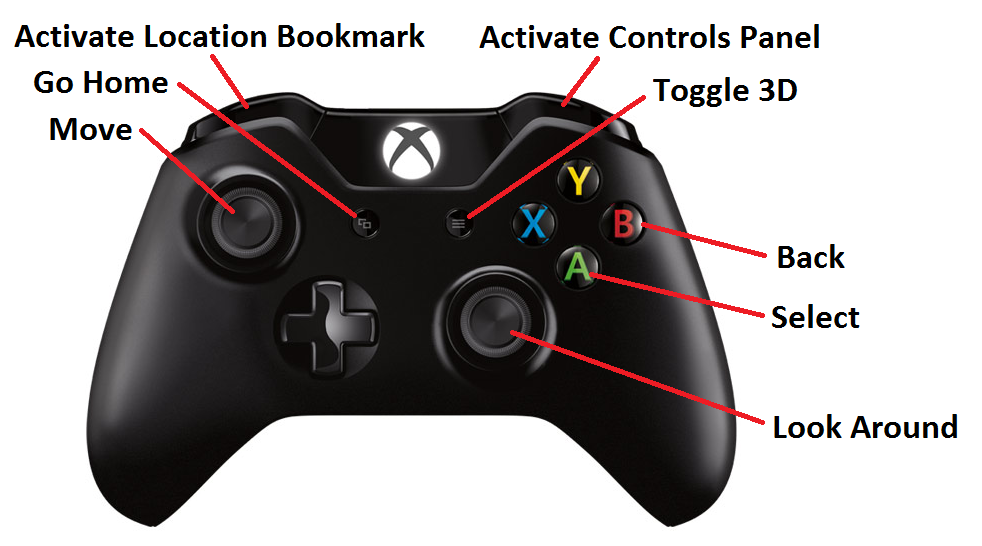 Activate Location Bookmark
Activate Controls Panel
Go Home
Toggle 3D
Move
Y
X
B
A
Back
Select
Look Around